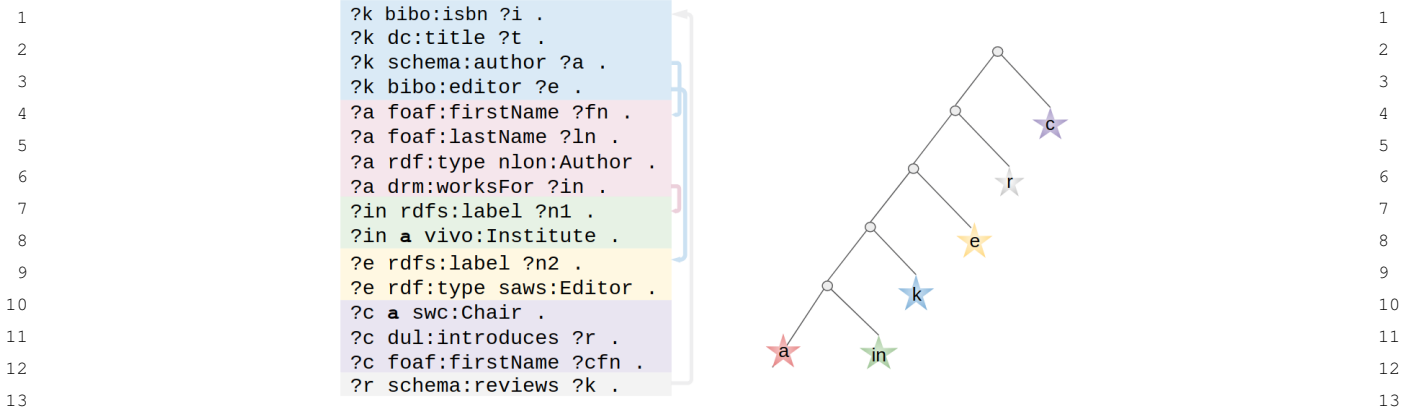 1
2
3
4
5
6
7
8
9
10
11
12
13
?k bibo:isbn ?i .
?k dc:title ?t .
?k schema:author ?a .
?k bibo:editor ?e .
?a foaf:firstName ?fn .
?a foaf:lastName ?ln .
?a rdf:type nlon:Author .
?a drm:worksFor ?in .
?in rdfs:label ?n1 .
?in a vivo:Institute .
?e rdfs:label ?n2 .
?e rdf:type saws:Editor .
?c a swc:Chair .
?c dul:introduces ?r .
?c foaf:firstName ?cfn .
?r schema:reviews ?k .
c
r
e
k
a
in
1
2
3
4
5
6
7
8
9
10
11
12
13